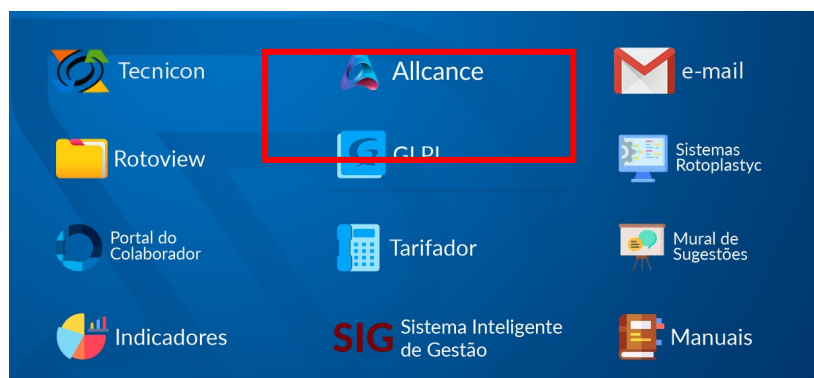 Tecnicon
Allcance
e-mail
Rotoview
GLPI
Sistemas
Rotoplastyc
Portal do
Colaborador
Tarifador
Mural de
Sugestões
Indicadores
SIG
Sistema Inteligente
de Gestão
Manuais